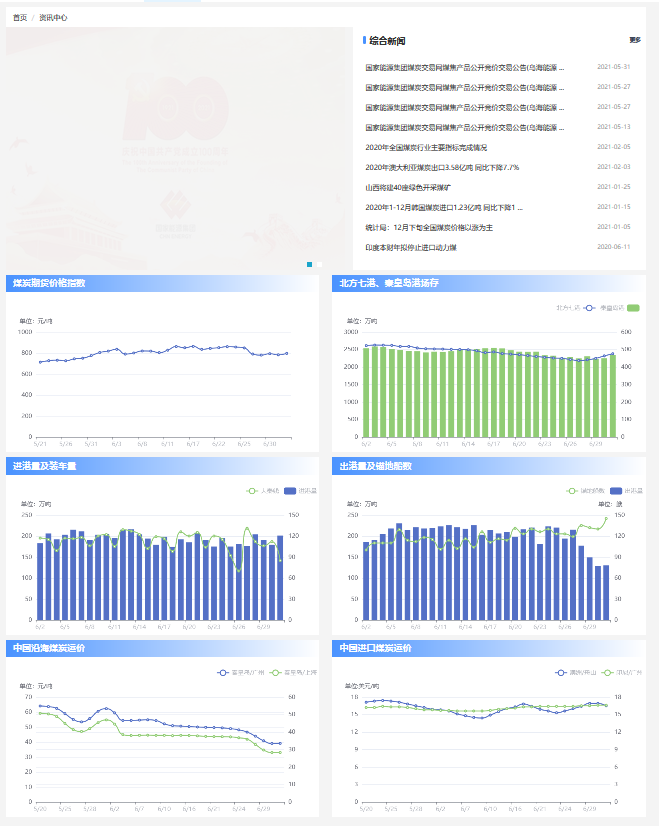 首页 / 资讯中心
综合新闻
更多
国家能源集团煤炭交易网煤焦产品公开竞价交易公告(乌海能源 ... 2021-05-31
国家能源集团煤炭交易网煤焦产品公开竞价交易公告(乌海能源 ... 2021-05-27
国家能源集团煤炭交易网煤焦产品公开竞价交易公告(乌海能源 ... 2021-05-27
国家能源集团煤炭交易网煤焦产品公开竞价交易公告(乌海能源 ... 2021-05-13
2020年全国煤炭行业主要指标完成情况 2021-02-05
2020年澳大利亚煤炭出口3.58亿吨 同比下降7.7% 2021-02-03
山西将建40座绿色开采煤矿 2021-01-25
2020年1-12月韩国煤炭进口1.23亿吨 同比下降1 ... 2021-01-15
统计局：12月下旬全国煤炭价格以涨为主 2021-01-05
印度本财年拟停止进口动力煤 2020-06-11
煤炭期货价格指数
单位：元/吨
1000
800
600
400
200
0
5/21 5/26 5/31 6/3 6/8 6/11 6/17 6/22 6/25 6/30
北方七港、秦皇岛港场存
北方七港 秦皇岛港
单位：万吨
3000 600
2500 500
2000 400
1500 300
1000 200
500 100
0 0
6/2 6/5 6/8 6/11 6/14 6/17 6/20 6/23 6/26 6/29
进港量及装车量
大秦线 进港量
单位：万吨
250 150
200 120
150 90
100 60
50 30
0 0
6/2 6/5 6/8 6/11 6/14 6/17 6/20 6/23 6/26 6/29
出港量及锚地船数
锚地船数 出港量
单位：万吨 单位：艘
250 150
200 120
150 90
100 60
50 30
0 0
6/2 6/5 6/8 6/11 6/14 6/17 6/20 6/23 6/26 6/29
中国沿海煤炭运价
秦皇岛/广州 秦皇岛/上海
单位：元/吨
70 60
60 50
50 40
40 30
30 20
20 10
10
0 0
5/20 5/25 5/28 6/2 6/7 6/10 6/16 6/21 6/24 6/29
中国进口煤炭运价
单位:美元/吨
18 18
15 15
12 12
9 9
6 6
3 3
0 0
5/20 5/25 5/28 6/2 6/7 6/10 6/16 6/21 6/24 6/29